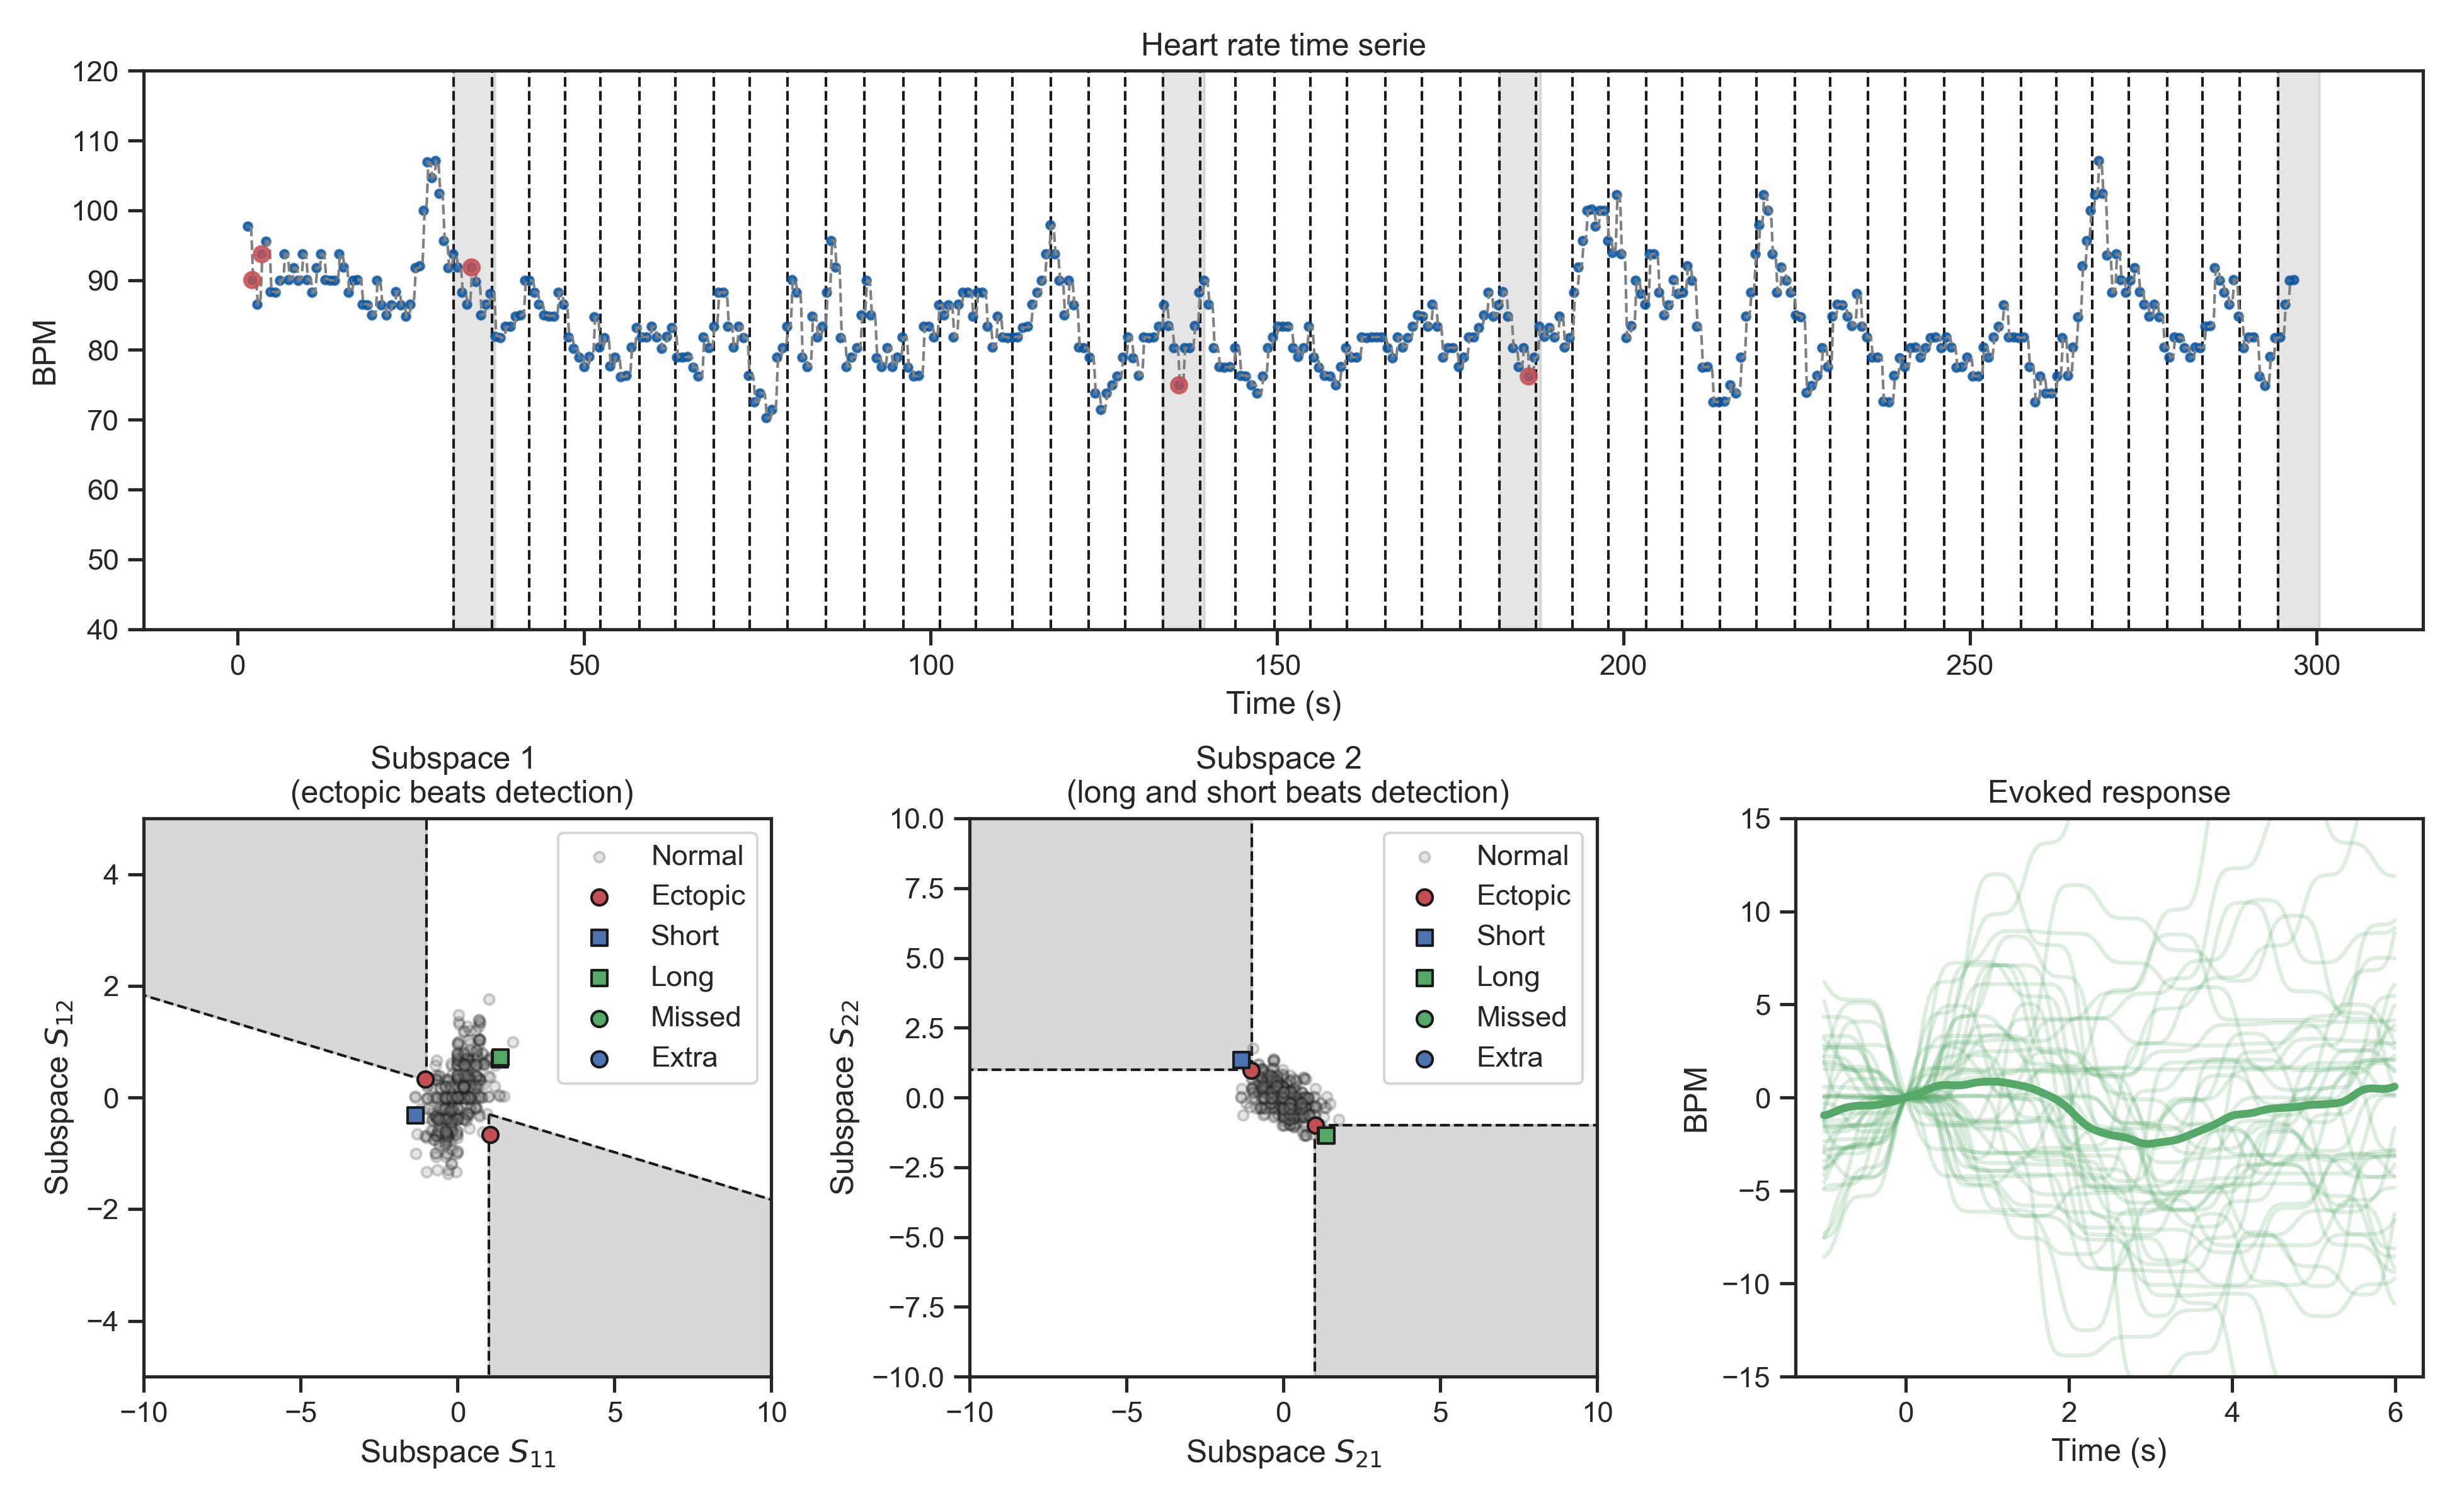 Heart rate time serie
120
110
100
90
80
70
60
50
40
BPM
0 50 100 150 200 250 300
Time (s)
Subspace 1
(ectopic beats detection)
4
2
0
−2
−4
Subspace S12
Normal
Ectopic
Short
Long
Missed
Extra
−10 −5 0 5 10
Subspace S11
Subspace 2
(long and short beats detection)
10.0
7.5
5.0
2.5
0.0
−2.5
−5.0
−7.5
−10.0
Subspace S22
Normal
Ectopic
Short
Long
Missed
Extra
−10 −5 0 5 10
Subspace S21
Evoked response
15
10
5
0
−5
−10
−15
BPM
0 2 4 6
Time (s)